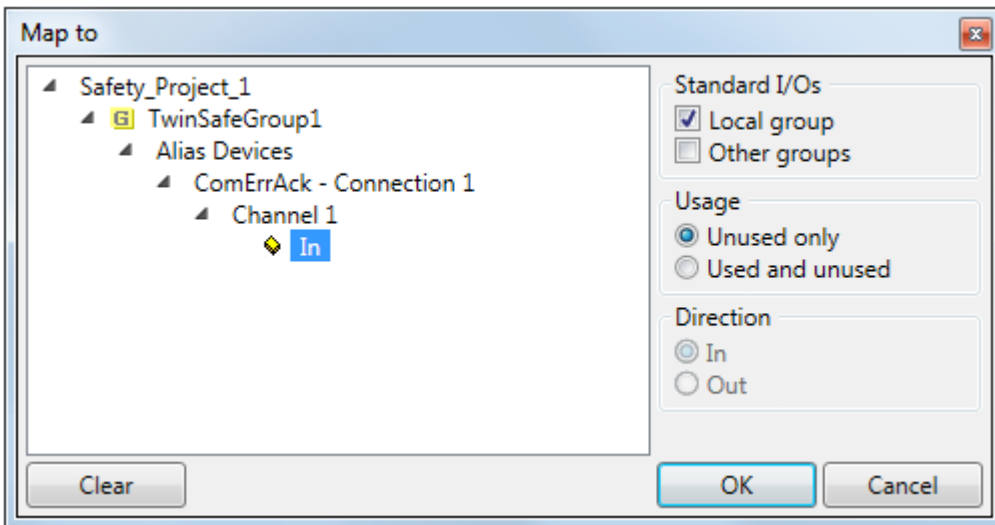 Map to
Safety_Project_1
G TwinSafeGroup1
Alias Devices
ComErrAck - Connection 1
Channel 1
In
Standard I/Os
Local group
Other groups
Usage
Unused only
Used and unused
Direction
In
Out
Clear
OK
Cancel